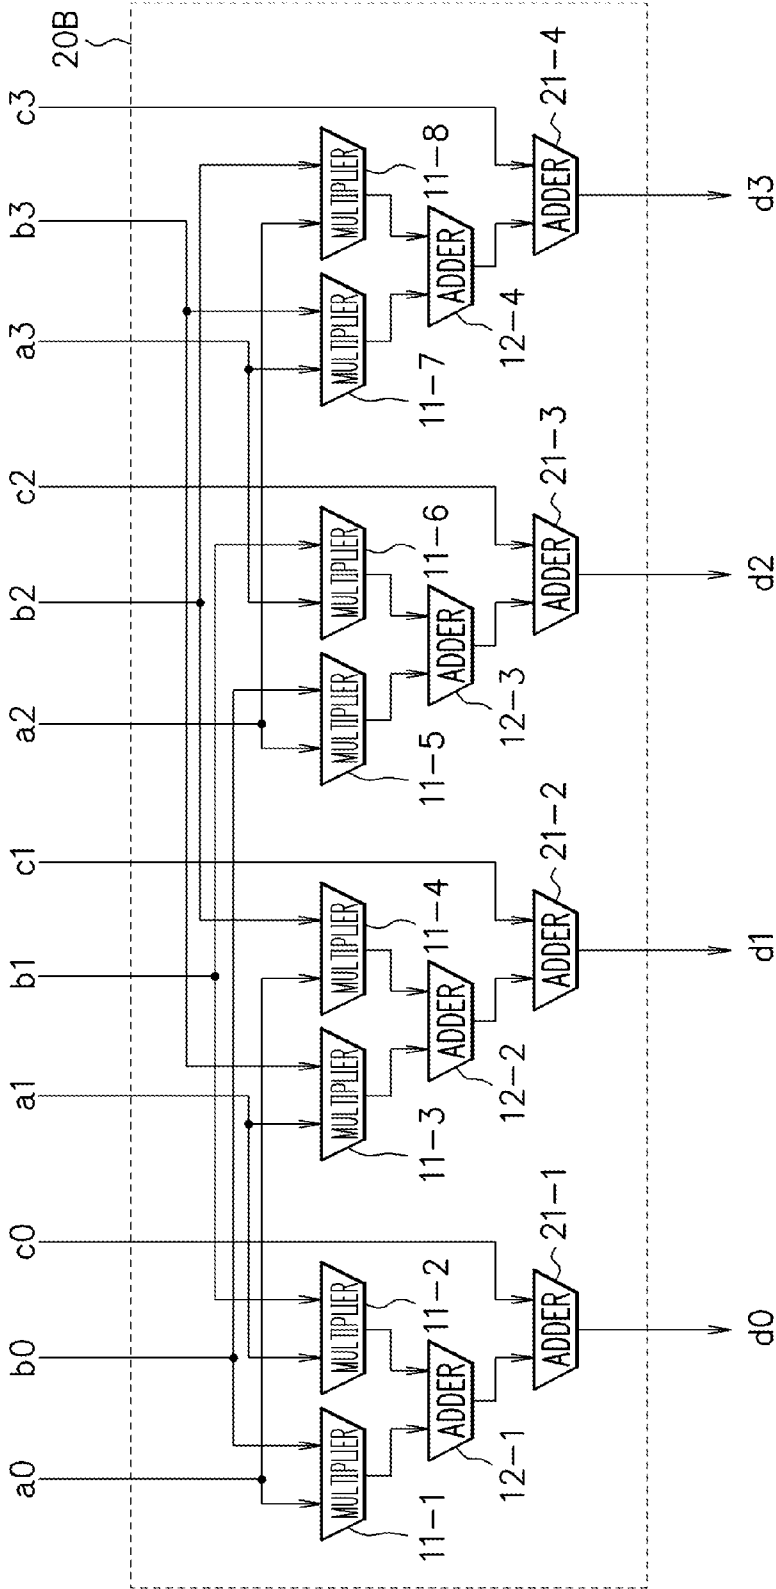 20B
a0
b0
c0
a1
b1
c1
a2
b2
c2
a3
b3
c3
MULTIPLIER
MULTIPLIER
MULTIPLIER
MULTIPLIER
MULTIPLIER
MULTIPLIER
MULTIPLIER
MULTIPLIER
11-1
11-2
11-3
11-4
11-5
11-6
11-7
11-8
ADDER
ADDER
ADDER
ADDER
12-1
12-2
12-3
12-4
ADDER
ADDER
ADDER
ADDER
21-1
21-2
21-3
21-4
d0
d1
d2
d3